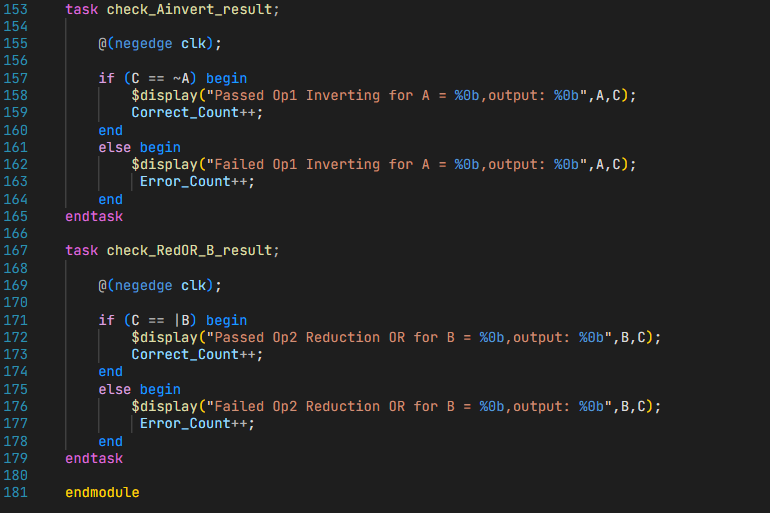 153 task check_Ainvert_result;
154
155 @(negedge clk);
156
157 if (C == ~A) begin
158 $display("Passed Op1 Inverting for A = %0b,output: %0b",A,C);
159 Correct_Count++;
160 end
161 else begin
162 $display("Failed Op1 Inverting for A = %0b,output: %0b",A,C);
163 Error_Count++;
164 end
165 endtask
166
167 task check_RedOR_B_result;
168
169 @(negedge clk);
170
171 if (C == |B) begin
172 $display("Passed Op2 Reduction OR for B = %0b,output: %0b",B,C);
173 Correct_Count++;
174 end
175 else begin
176 $display("Failed Op2 Reduction OR for B = %0b,output: %0b",B,C);
177 Error_Count++;
178 end
179 endtask
180
181 endmodule